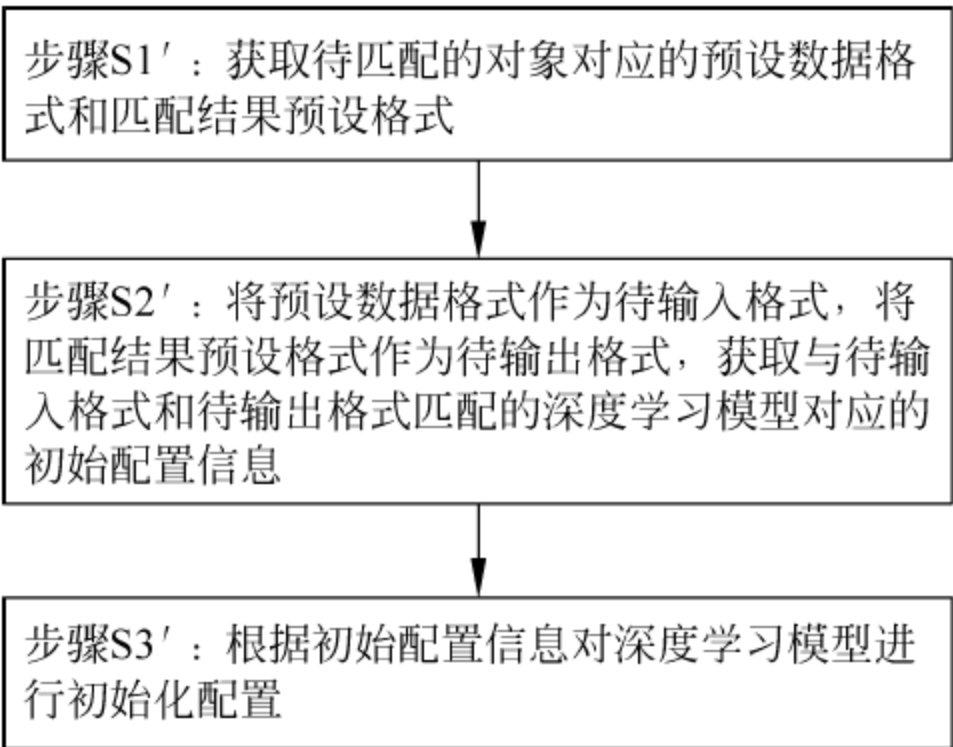 步骤S1′：获取待匹配的对象对应的预设数据格
式和匹配结果预设格式
步骤S2′：将预设数据格式作为待输入格式，将
匹配结果预设格式作为待输出格式，获取与待输
入格式和待输出格式匹配的深度学习模型对应的
初始配置信息
步骤S3′：根据初始配置信息对深度学习模型进
行初始化配置